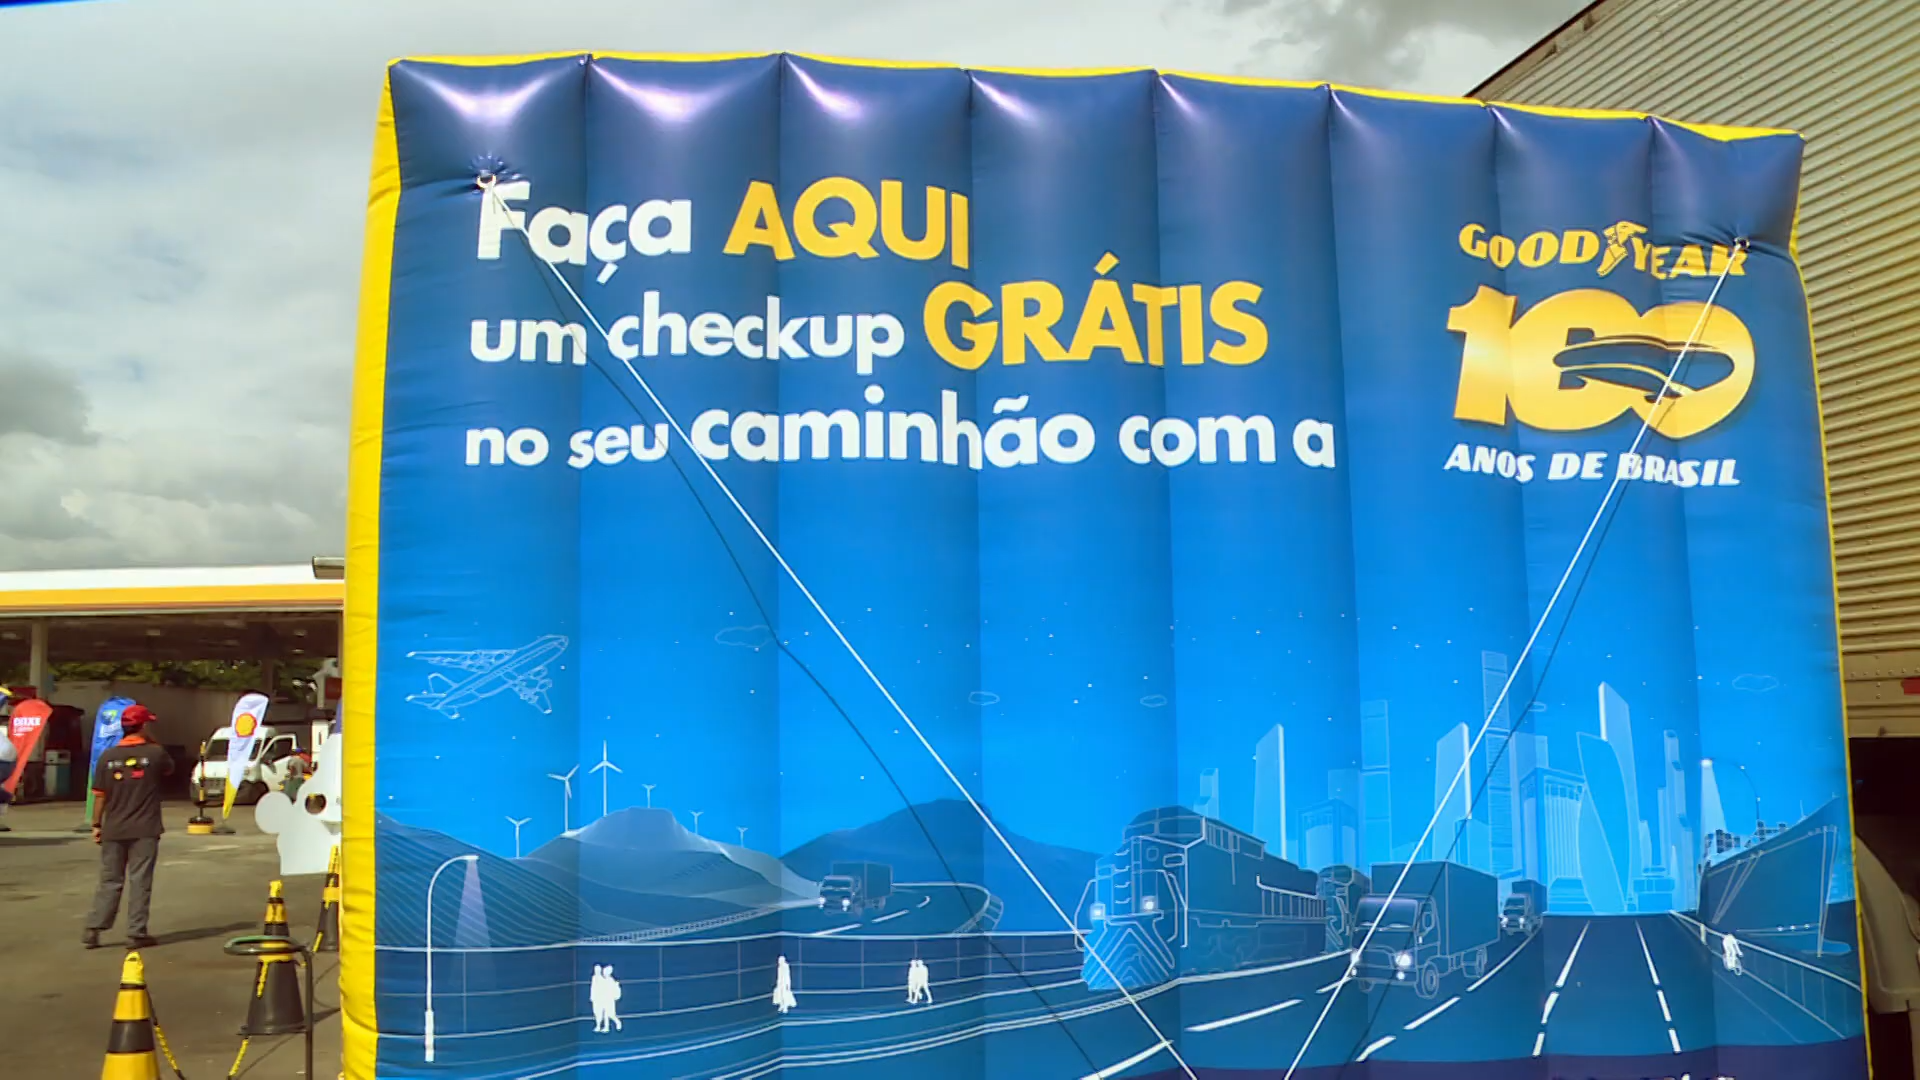 Faça AQUI
um checkup GRÁTIS
no seu caminhão com a
GOODYEAR
100
ANOS DE BRASIL